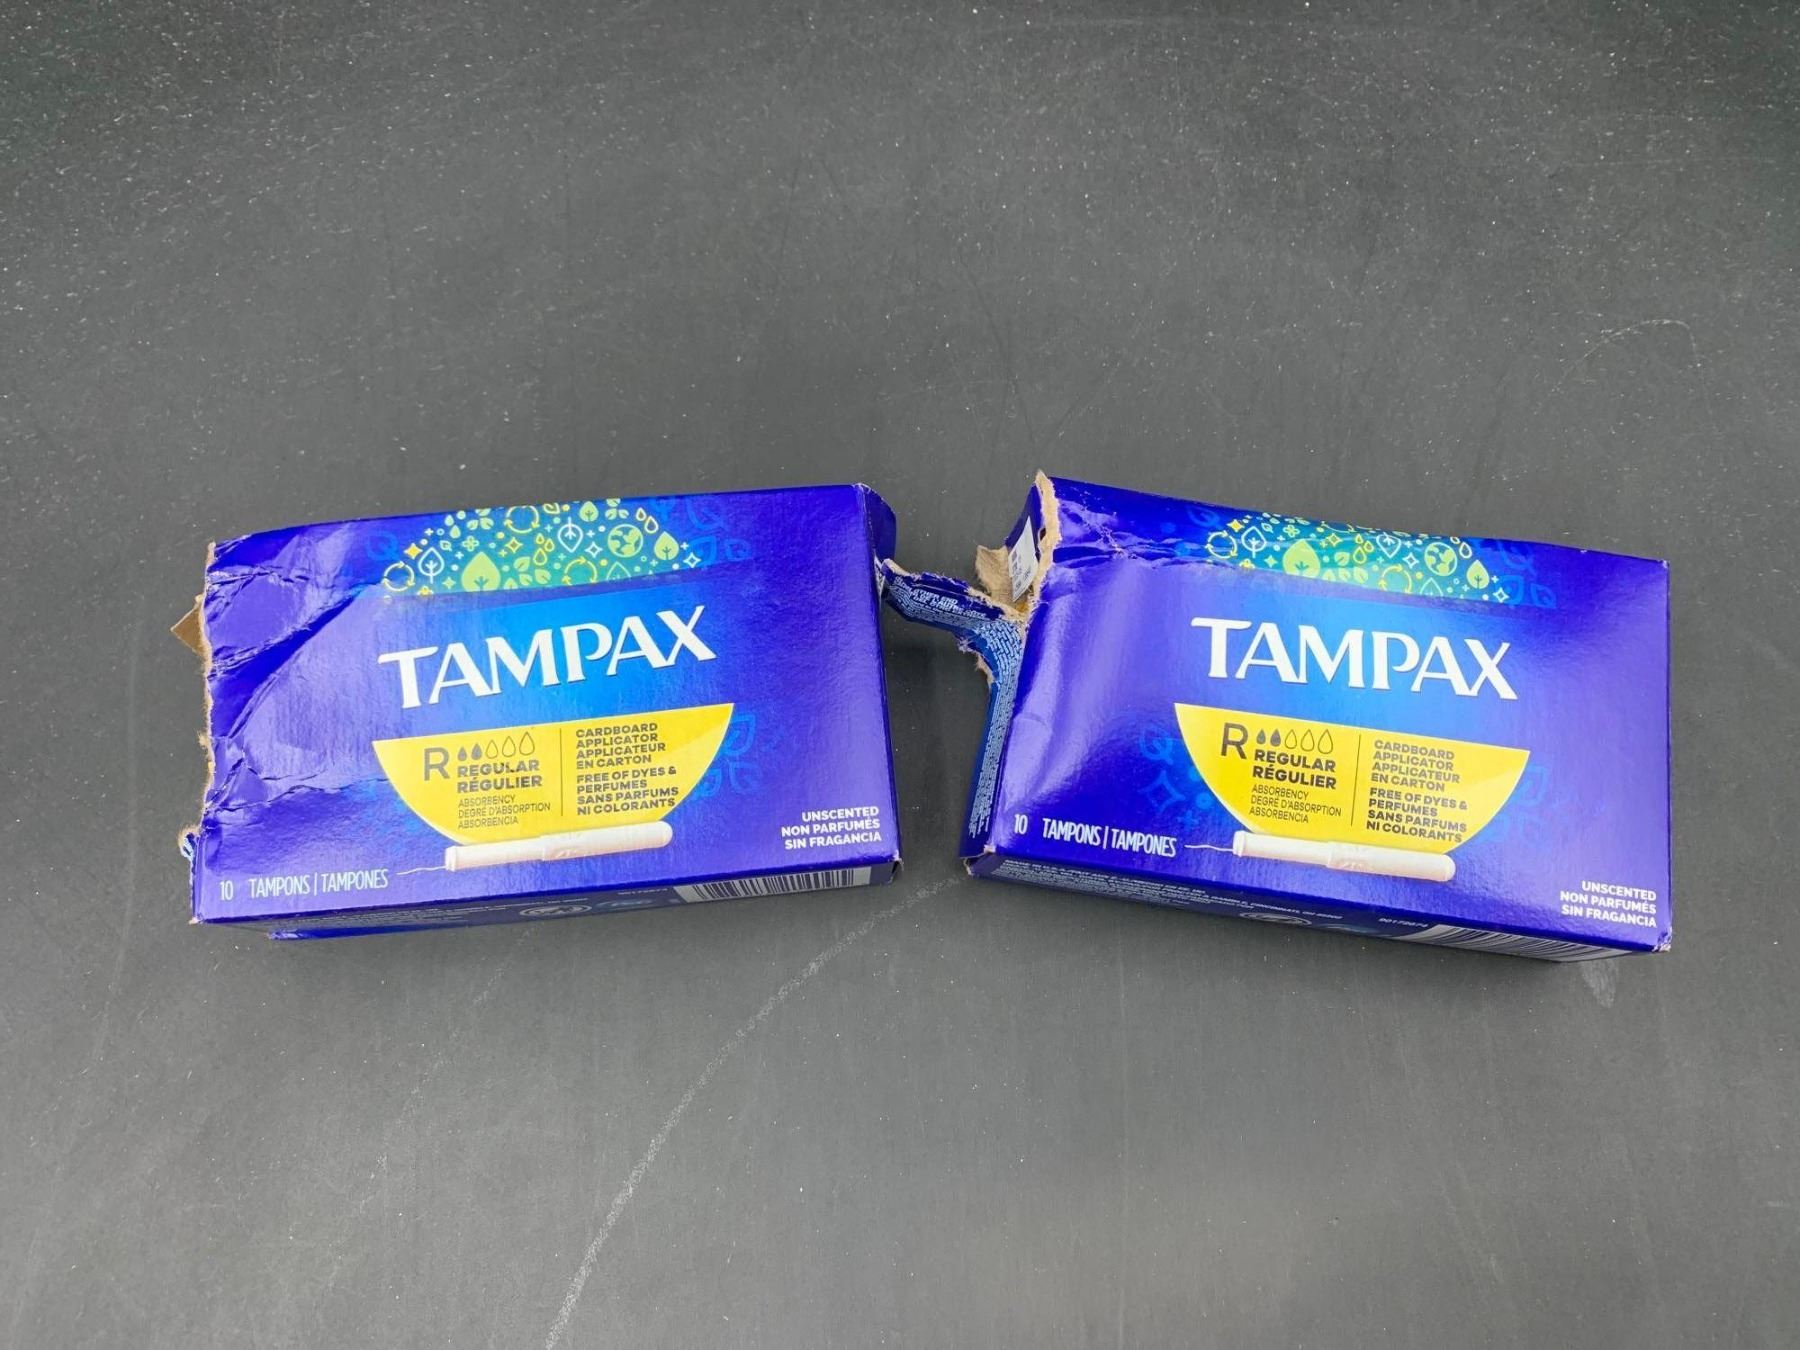 TAMPAX
R REGULAR
RÉGULIER
ABSORBENCY
DEGRÉ D'ABSORPTION
ABSORBENCIA
CARDBOARD
APPLICATOR
APPLICATEUR
EN CARTON
FREE OF DYES &
PERFUMES
SANS PARFUMS
NI COLORANTS
UNSCENTED
NON PARFUMÉS
SIN FRAGANCIA
10 TAMPONS | TAMPONES
TAMPAX
R REGULAR
RÉGULIER
ABSORBENCY
DEGRÉ D'ABSORPTION
ABSORBENCIA
CARDBOARD
APPLICATOR
APPLICATEUR
EN CARTON
FREE OF DYES &
PERFUMES
SANS PARFUMS
NI COLORANTS
10 TAMPONS | TAMPONES
UNSCENTED
NON PARFUMÉS
SIN FRAGANCIA